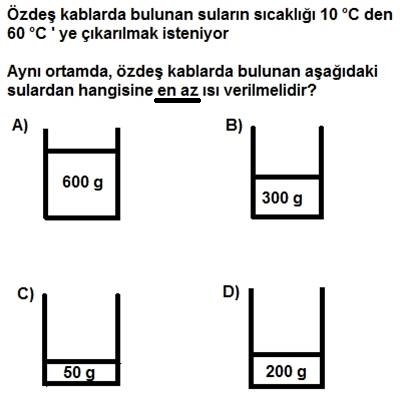 Özdeş kablarda bulunan suların sıcaklığı 10 °C den
60 °C ' ye çıkarılmak isteniyor
Aynı ortamda, özdeş kablarda bulunan aşağıdaki
sulardan hangisine en az ısı verilmelidir?
A)
B)
600 g
300 g
C)
D)
50 g
200 g